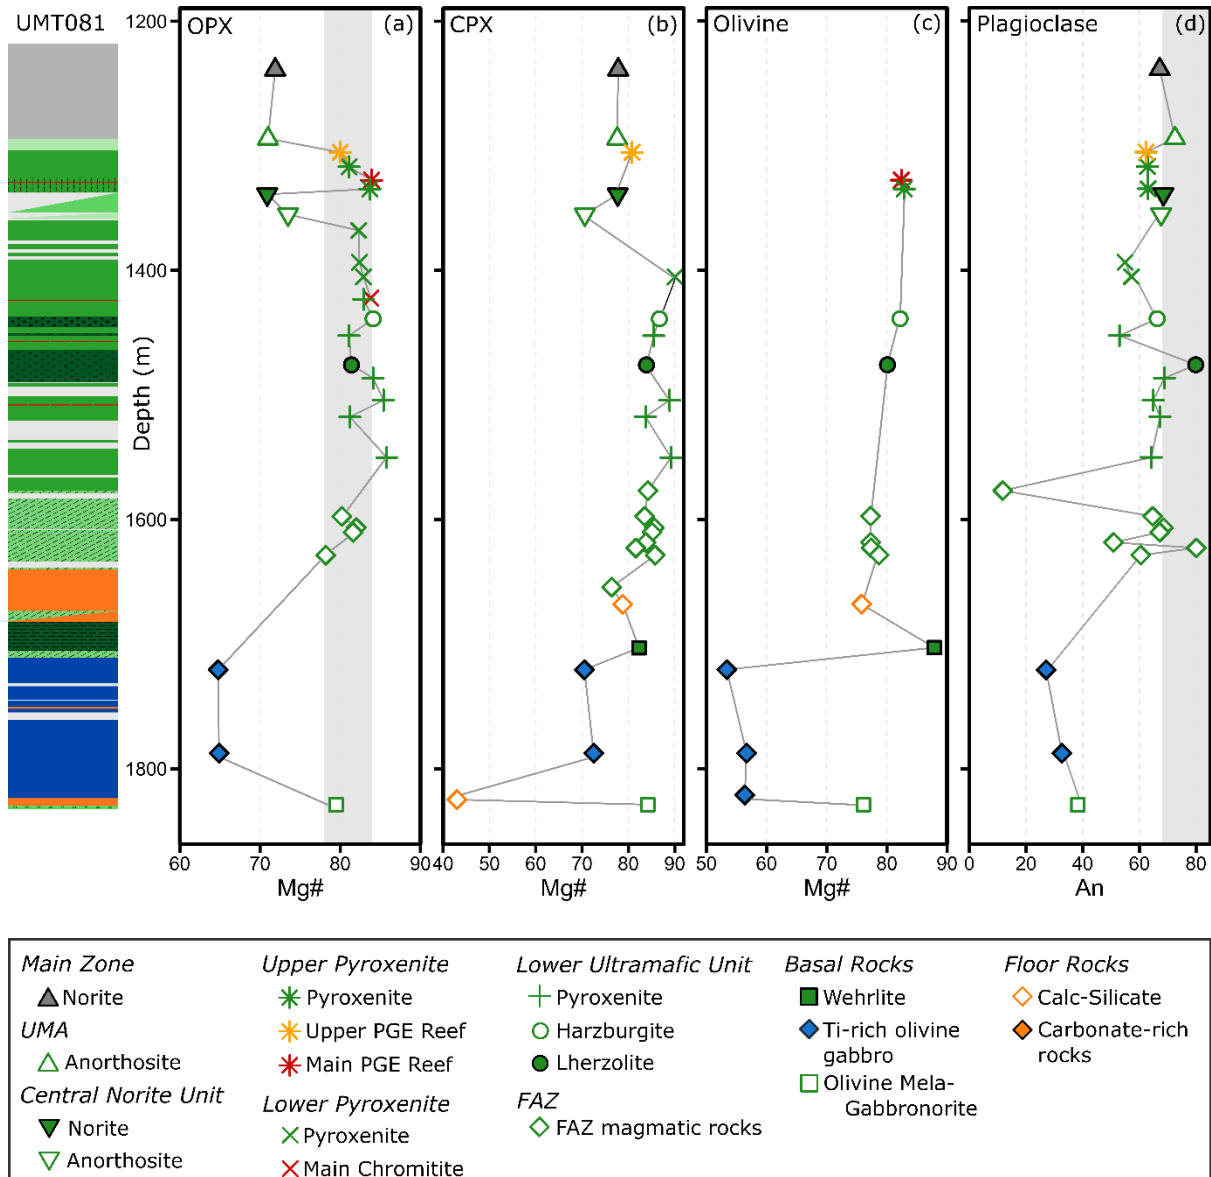 UMT081
OPX
(a)
CPX
(b)
Olivine
(c)
Plagioclase
(d)
1200
1400
1600
1800
Depth (m)
60
70
80
90
Mg#
40
50
60
70
80
90
Mg#
50
60
70
80
90
Mg#
0
20
40
60
80
An
Main Zone
Norite
UMA
Anorthosite
Central Norite Unit
Norite
Anorthosite
Upper Pyroxenite
Pyroxenite
Upper PGE Reef
Main PGE Reef
Lower Pyroxenite
Pyroxenite
Main Chromitite
Lower Ultramafic Unit
Pyroxenite
Harzburgite
Lherzolite
FAZ
FAZ magmatic rocks
Basal Rocks
Wehrlite
Ti-rich olivine
gabbro
Olivine Mela-
Gabbronorite
Floor Rocks
Calc-Silicate
Carbonate-rich
rocks